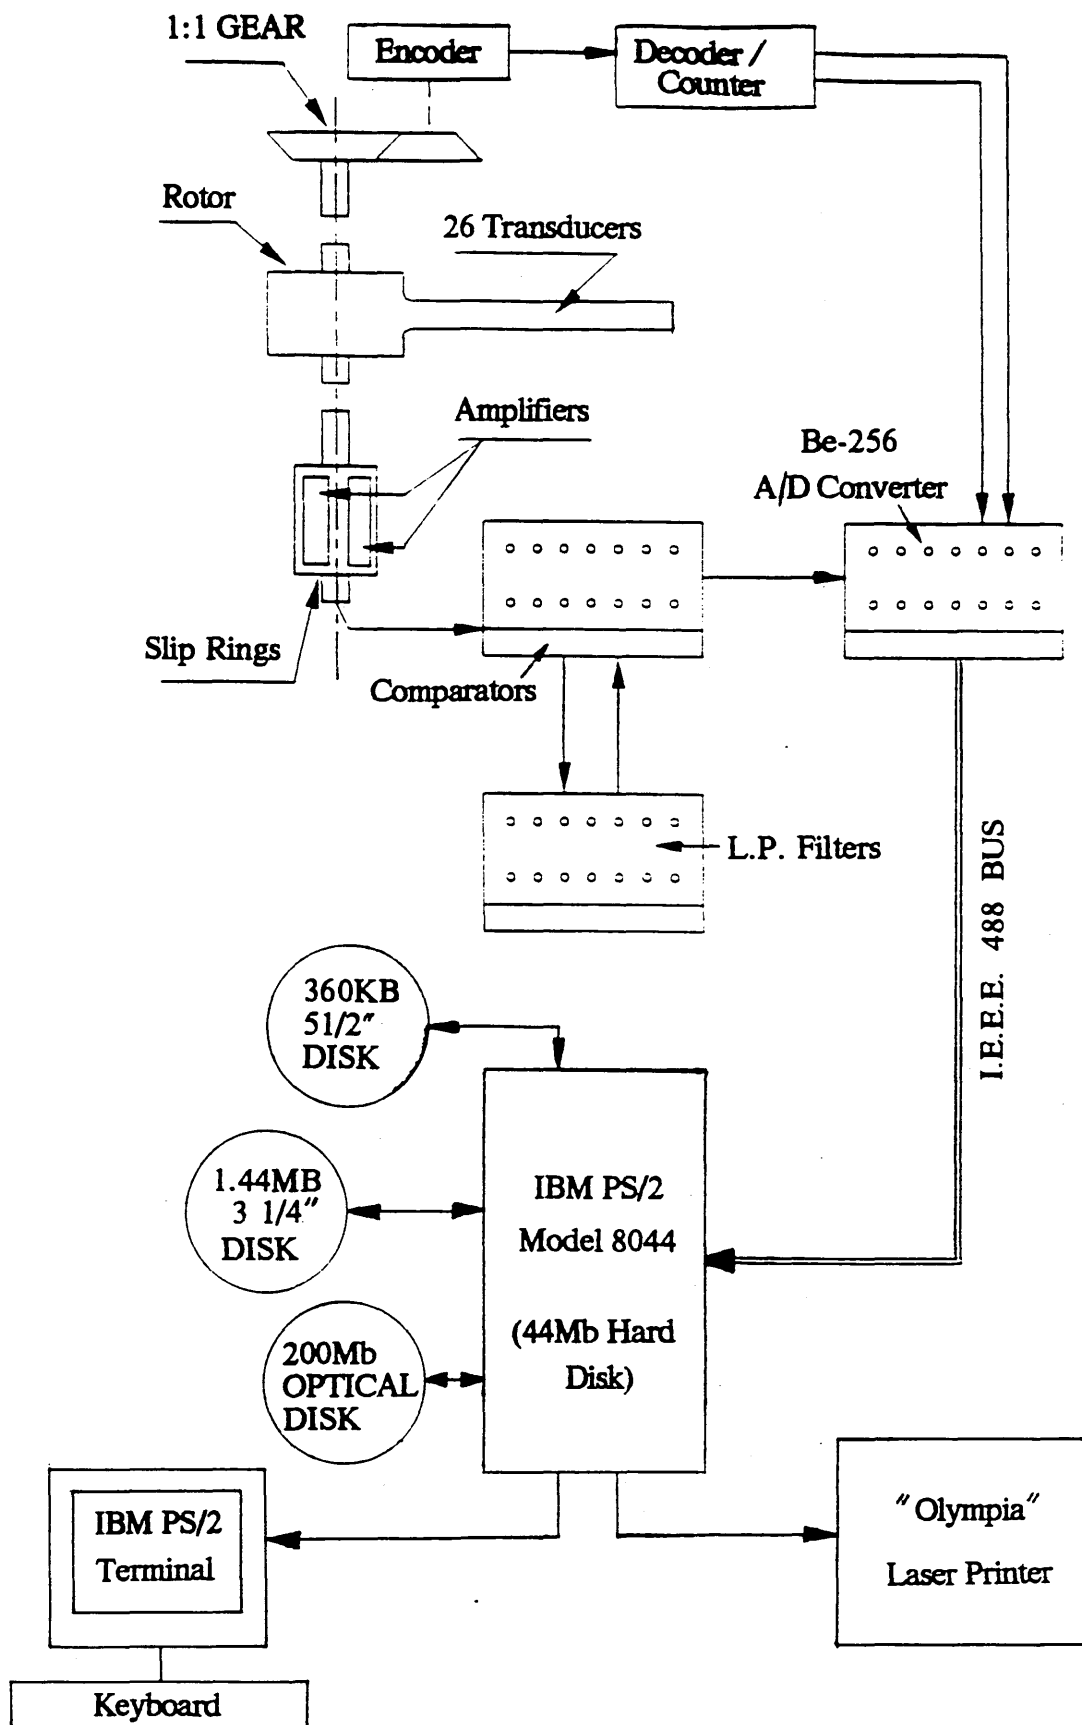 1:1 GEAR
Encoder
Decoder /
Counter
Rotor
26 Transducers
Amplifiers
Be-256
A/D Converter
Slip Rings
Comparators
L.P. Filters
I.E.E.E. 488 BUS
360KB
51/2"
DISK
1.44MB
3 1/4"
DISK
IBM PS/2
Model 8044
(44Mb Hard
Disk)
200Mb
OPTICAL
DISK
IBM PS/2
Terminal
"Olympia"
Laser Printer
Keyboard